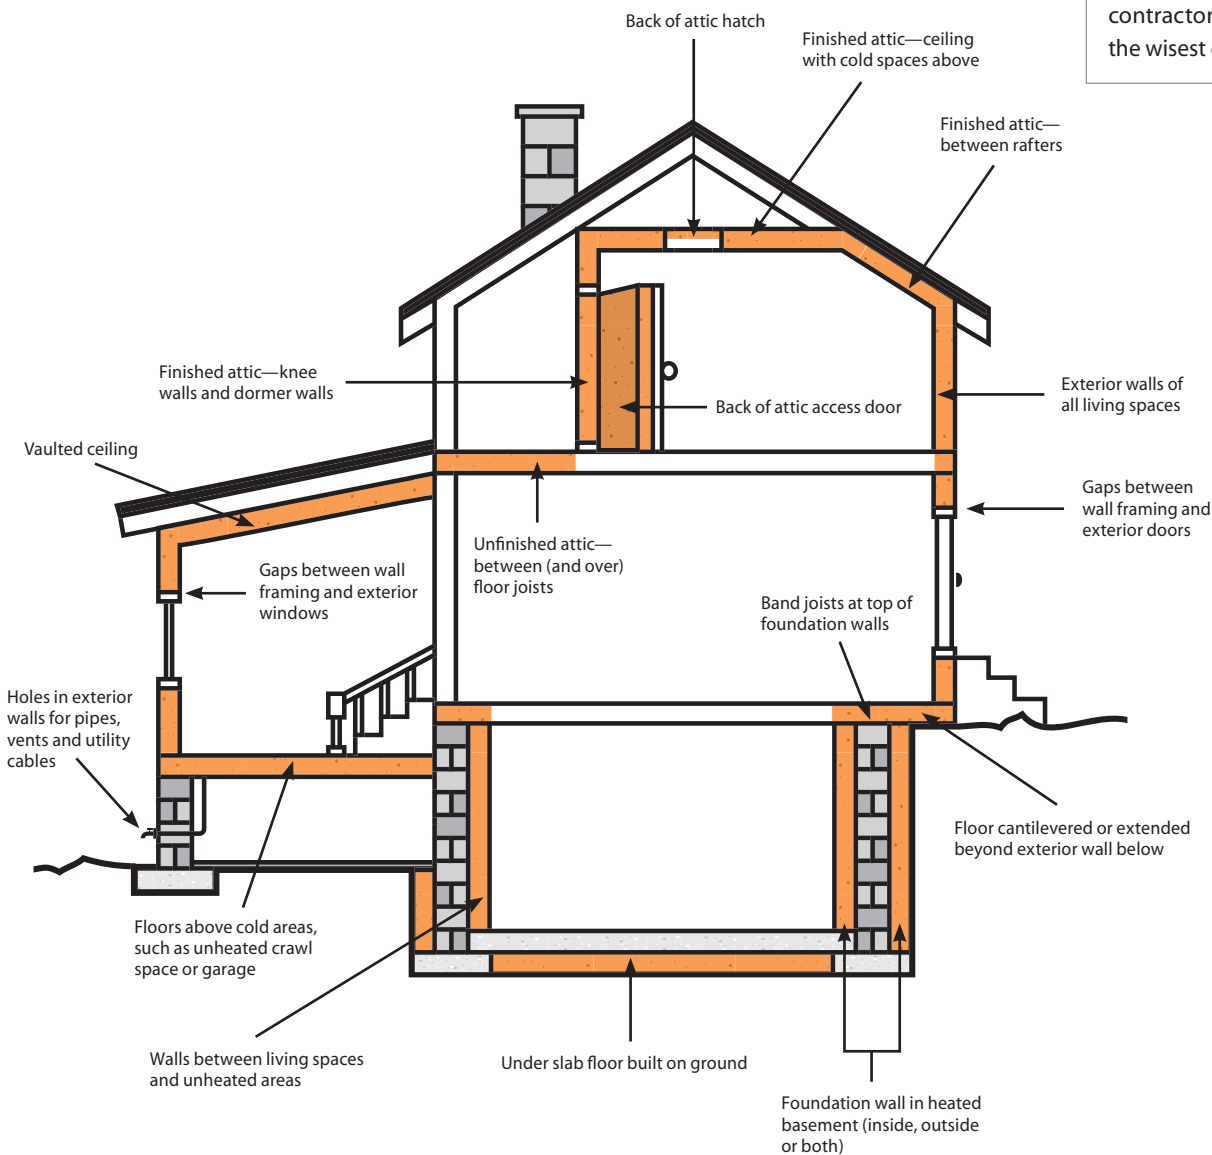 contractor
the wisest
Back of attic hatch
Finished attic—ceiling
with cold spaces above
Finished attic—
between rafters
Finished attic—knee
walls and dormer walls
Back of attic access door
Exterior walls of
all living spaces
Vaulted ceiling
Gaps between
wall framing and
exterior doors
Unfinished attic—
between (and over)
floor joists
Gaps between wall
framing and exterior
windows
Band joists at top of
foundation walls
Holes in exterior
walls for pipes,
vents and utility
cables
Floor cantilevered or extended
beyond exterior wall below
Floors above cold areas,
such as unheated crawl
space or garage
Walls between living spaces
and unheated areas
Under slab floor built on ground
Foundation wall in heated
basement (inside, outside
or both)